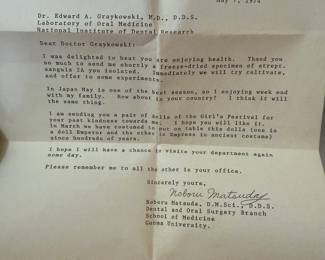 May 7, 1974
Dr. Edward A. Graykowski, M.D., D.D.S.
Laboratory of Oral Medicine
National Institute of Dental Research
Dear Doctor Graykowski:
I was delighted to hear you are enjoying health. Thand you
so much to send me shortly a freeze-dried specimen of strept.
sanguis IA you isolated. Immediately we will try cultivate,
and offer to some experiments.
In Japan May is one of the best season, so I enjoying week end
with my family. How about in your country? I think it will
the same thing.
I am sending you a pair of dolls of the Girl's Festival for
your past kindness towards me. I hope you will like it.
In March we have costumed to put on table this dolls (one is
a doll Emperor and the other is Empress in ancient costume)
since hundreds of years.
I hope I will have a chance to visite your department again
some day.
Please remember me to all the other in your office.
Sincerely yours,
Noboru Matsuda
Noboru Matsuda, D.M.Sci., D.D.S.
Dental and Oral Surgery Branch
School of Medicine
Gunma University.